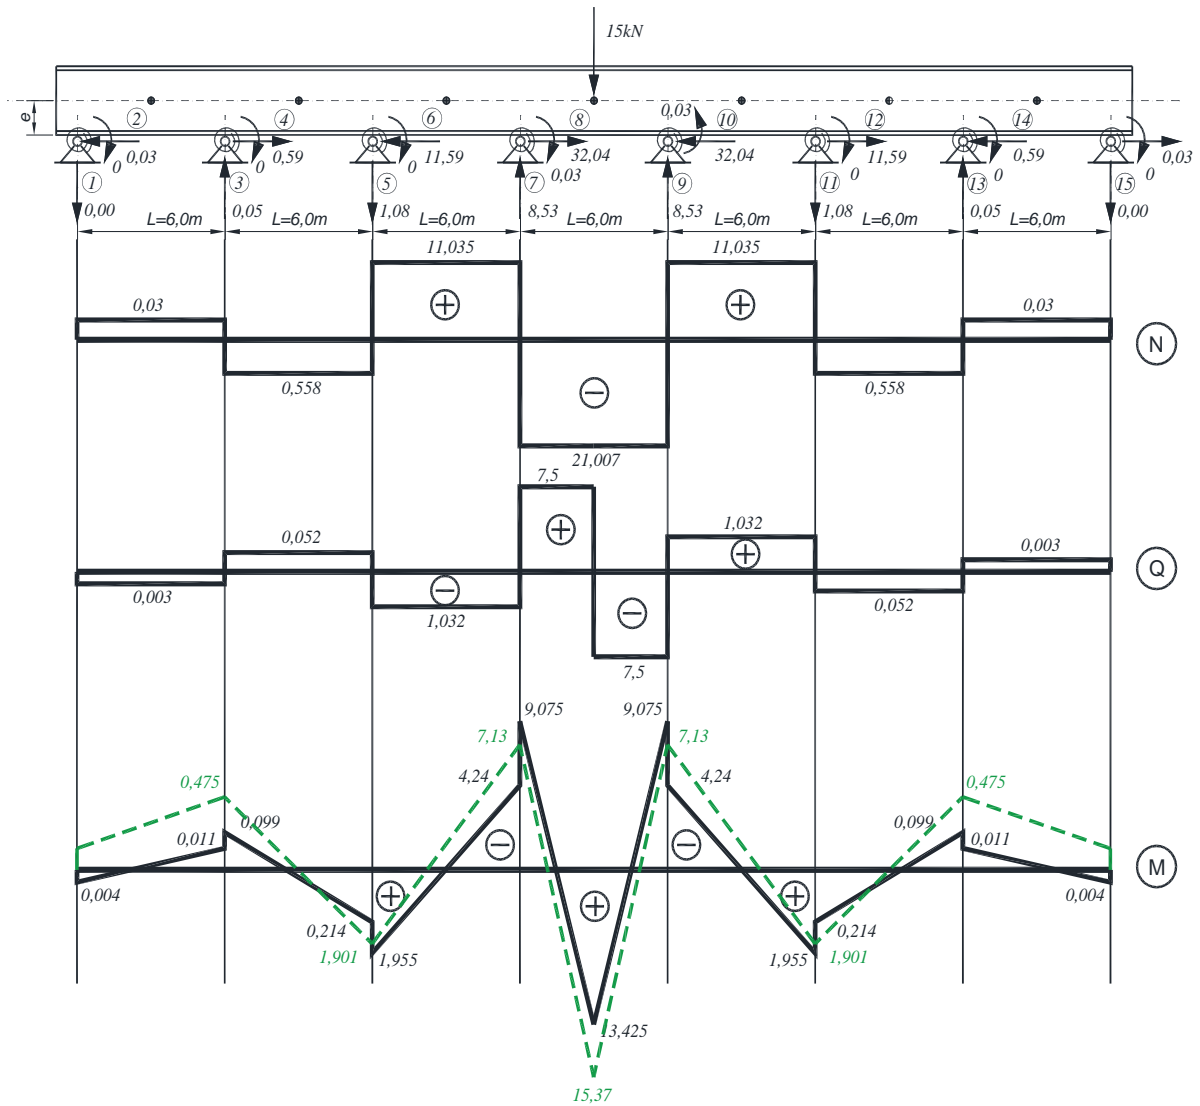 15kN
e
② ④ ⑥ ⑧ 0,03 ⑩ ⑫ ⑭
0 0,03 0 0,59 0 11,59 0,03 32,04 32,04 0 11,59 0 0,59 0 0,03
① ③ ⑤ ⑦ ⑨ ⑪ ⑬ ⑮
0,00 0,05 1,08 8,53 8,53 1,08 0,05 0,00
L=6,0m L=6,0m L=6,0m L=6,0m L=6,0m L=6,0m L=6,0m
11,035 11,035
0,03 + + 0,03
N
0,558 − 0,558
21,007
7,5
0,052 + 1,032 0,003
+
Q
0,003 − − 0,052
1,032
7,5
9,075 9,075
7,13 7,13
0,475 4,24 4,24 0,475
0,099 0,099
0,011 − − 0,011
M
0,004 + + + 0,004
0,214 0,214
1,901 1,955 1,955 1,901
13,425
15,37